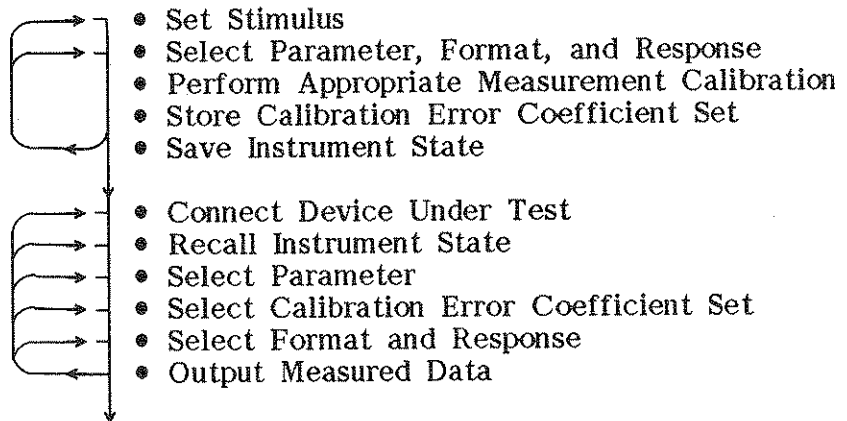 • Set Stimulus
• Select Parameter, Format, and Response
• Perform Appropriate Measurement Calibration
• Store Calibration Error Coefficient Set
• Save Instrument State
• Connect Device Under Test
• Recall Instrument State
• Select Parameter
• Select Calibration Error Coefficient Set
• Select Format and Response
• Output Measured Data